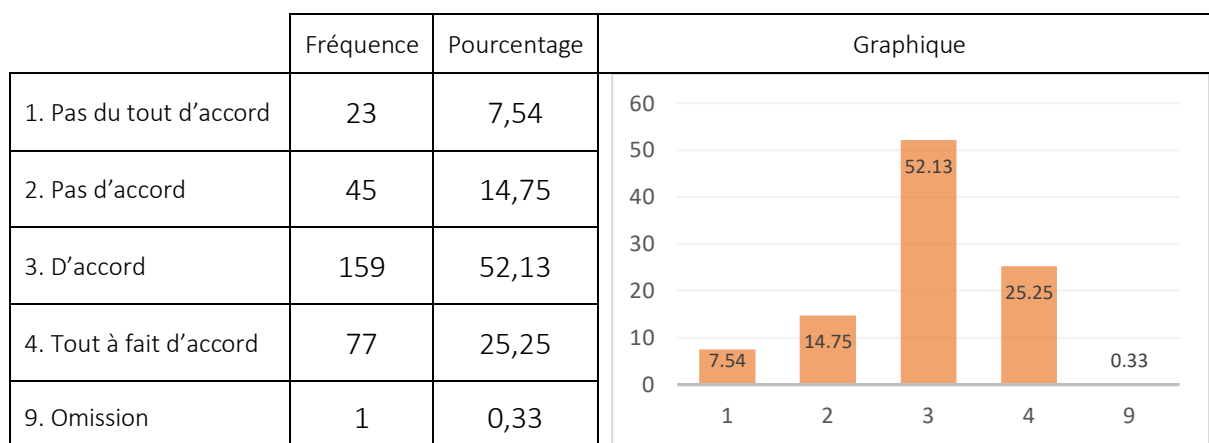 Fréquence Pourcentage Graphique
1. Pas du tout d’accord 23 7,54
2. Pas d’accord 45 14,75
3. D’accord 159 52,13
4. Tout à fait d’accord 77 25,25
9. Omission 1 0,33
60
50
40
30
20
10
0
7.54 14.75 52.13 25.25 0.33
1 2 3 4 9